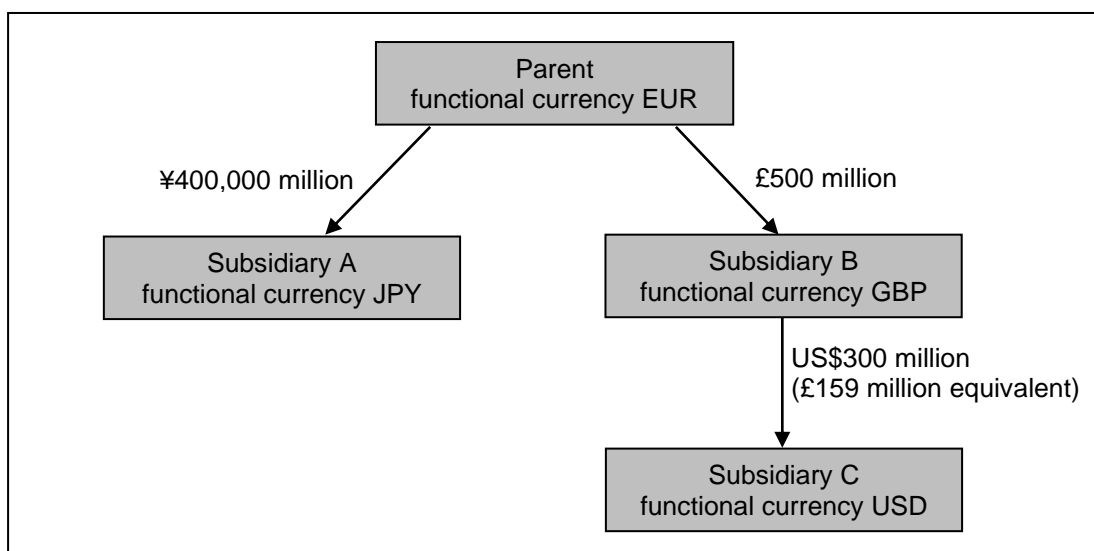 Parent
functional currency EUR
¥400,000 million
£500 million
Subsidiary A
functional currency JPY
Subsidiary B
functional currency GBP
US$300 million
(£159 million equivalent)
Subsidiary C
functional currency USD